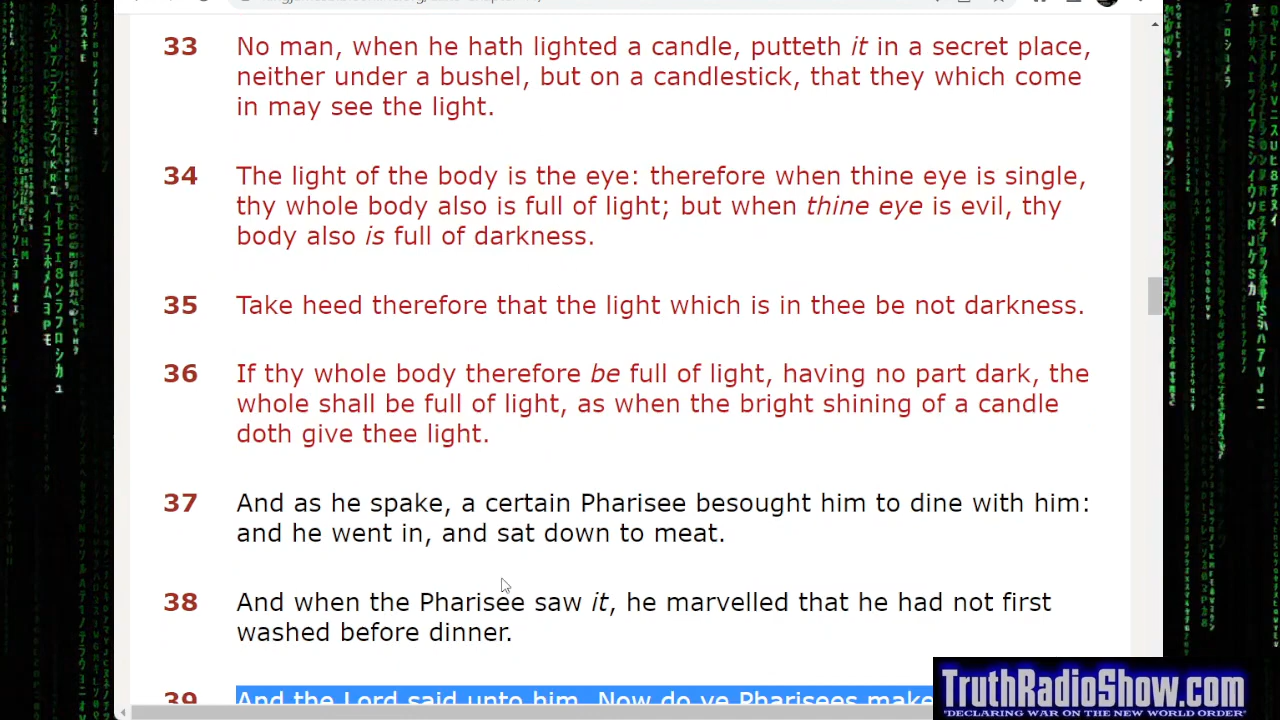 33 No man, when he hath lighted a candle, putteth it in a secret place,
neither under a bushel, but on a candlestick, that they which come
in may see the light.
34 The light of the body is the eye: therefore when thine eye is single,
thy whole body also is full of light; but when thine eye is evil, thy
body also is full of darkness.
35 Take heed therefore that the light which is in thee be not darkness.
36 If thy whole body therefore be full of light, having no part dark, the
whole shall be full of light, as when the bright shining of a candle
doth give thee light.
37 And as he spake, a certain Pharisee besought him to dine with him:
and he went in, and sat down to meat.
38 And when the Pharisee saw it, he marvelled that he had not first
washed before dinner.
39 And the Lord said unto him, Now do ye Pharisees make
TruthRadioShow.com
"DECLARING WAR ON THE NEW WORLD ORDER"